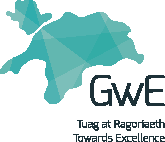 GwE
Tuag at Ragoriaeth
Towards Excellence